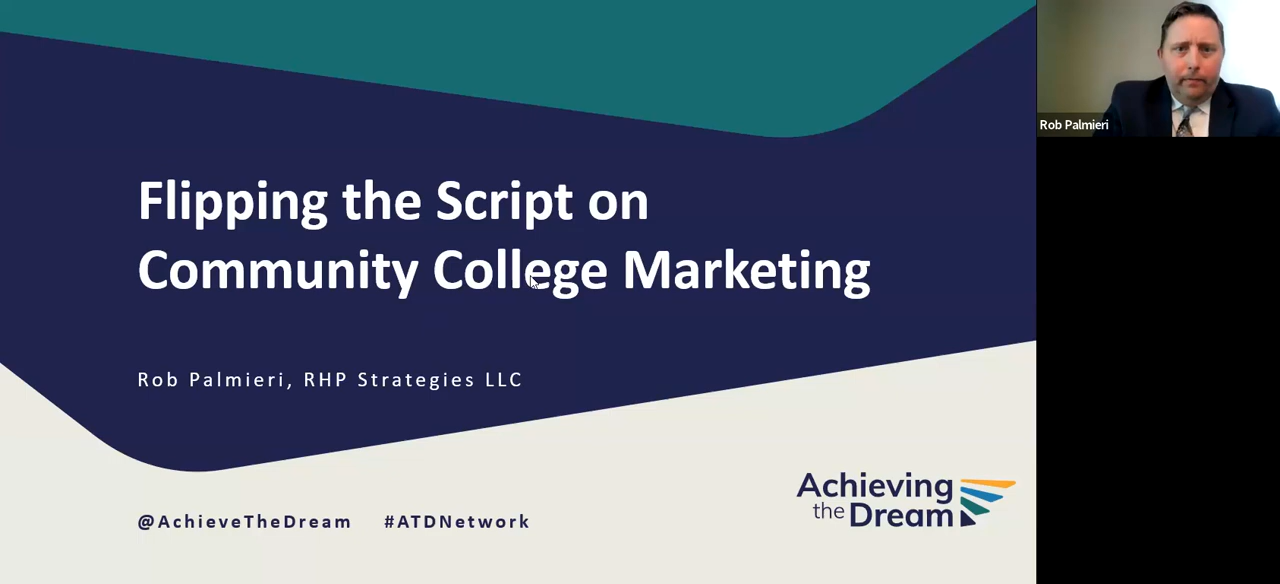 Flipping the Script on
Community College Marketing
Rob Palmieri, RHP Strategies LLC
@AchieveTheDream #ATDNetwork
Achieving
the Dream
Rob Palmieri